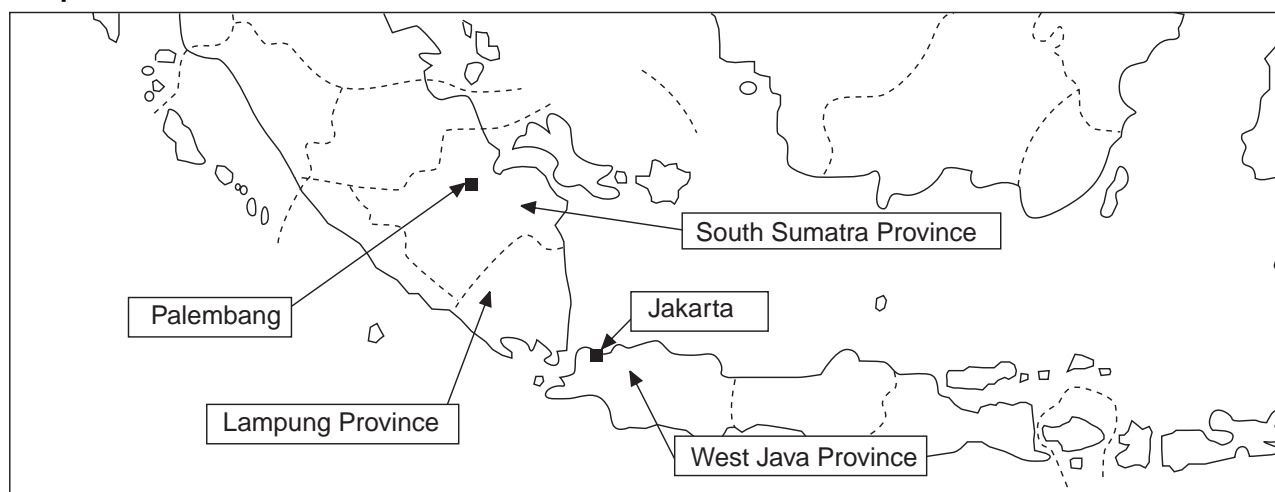 South Sumatra Province
Palembang
Jakarta
Lampung Province
West Java Province